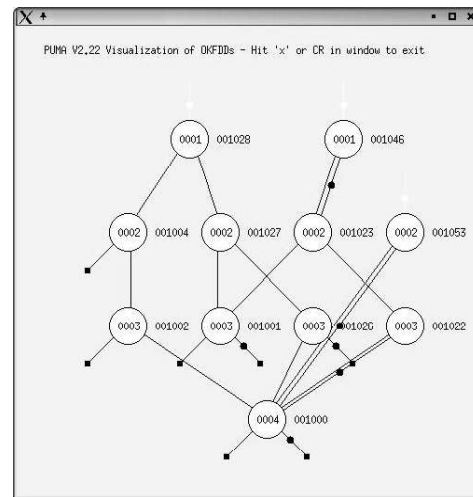 PUMA V2.22 Visualization of OKFDDs - Hit 'x' or CR in window to exit
0001 001028 0001 001046
0002 001004 0002 001027 0002 001023 0002 001053
0003 001002 0003 001001 0003 001026 0003 001022
0004 001000